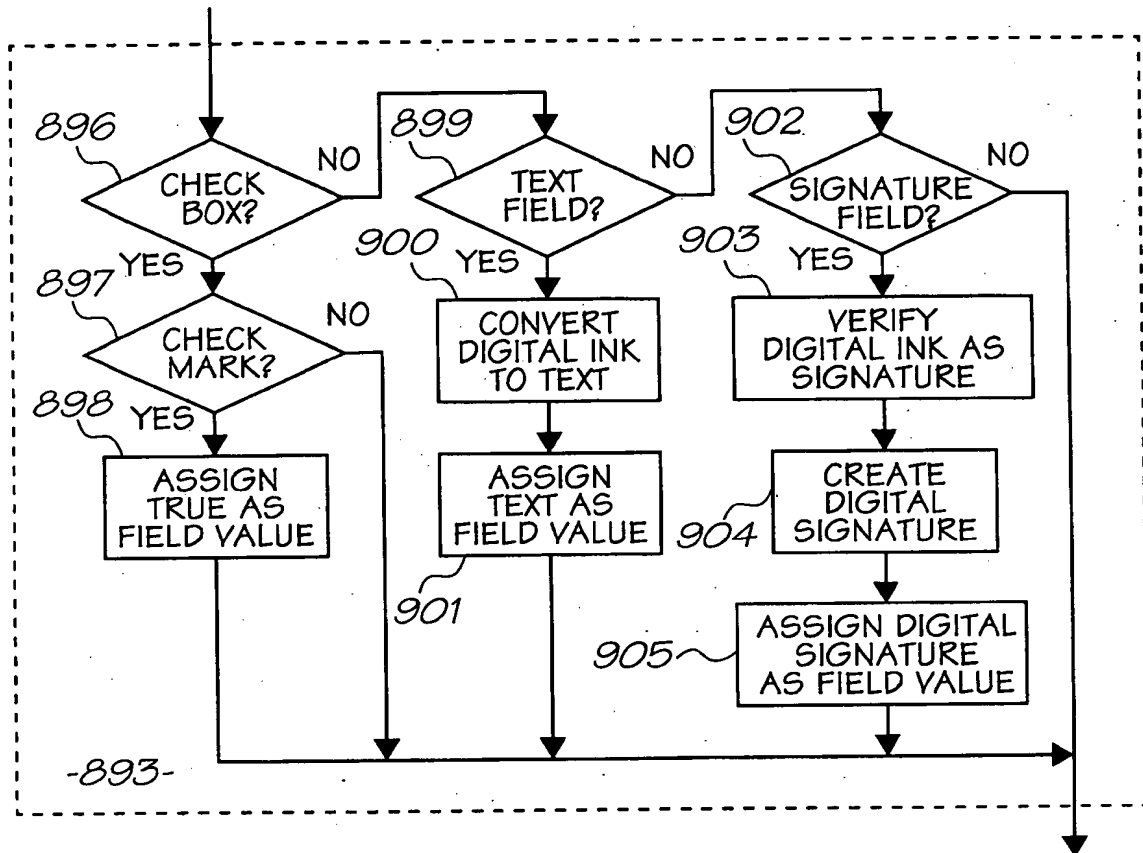 896
CHECK
BOX?
NO
YES
897
CHECK
MARK?
NO
YES
898
ASSIGN
TRUE AS
FIELD VALUE
899
TEXT
FIELD?
NO
YES
900
CONVERT
DIGITAL INK
TO TEXT
ASSIGN
TEXT AS
FIELD VALUE
901
902
SIGNATURE
FIELD?
NO
YES
903
VERIFY
DIGITAL INK AS
SIGNATURE
CREATE
DIGITAL
SIGNATURE
904
ASSIGN DIGITAL
SIGNATURE
AS FIELD VALUE
905
-893-